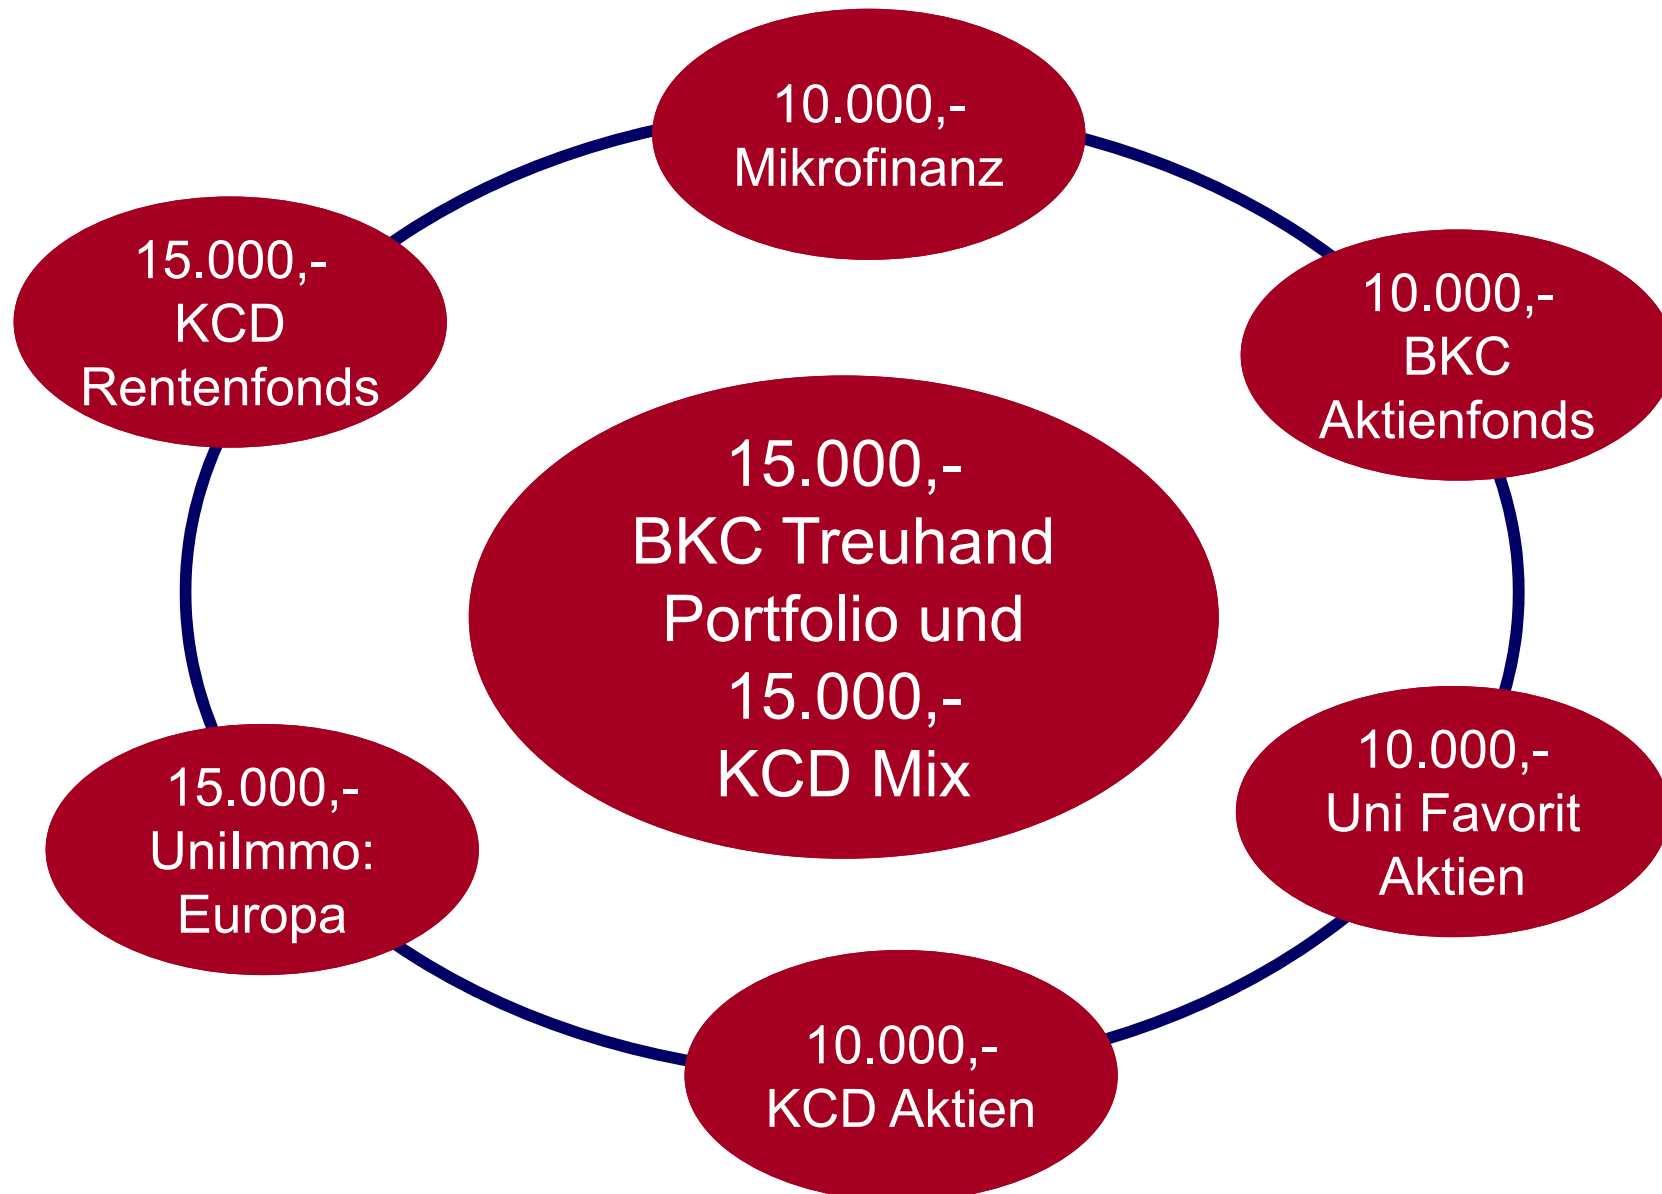 10.000,-
Mikrofinanz
15.000,-
KCD
Rentenfonds
10.000,-
BKC
Aktienfonds
15.000,-
BKC Treuhand
Portfolio und
15.000,-
KCD Mix
15.000,-
UniImmo:
Europa
10.000,-
Uni Favorit
Aktien
10.000,-
KCD Aktien